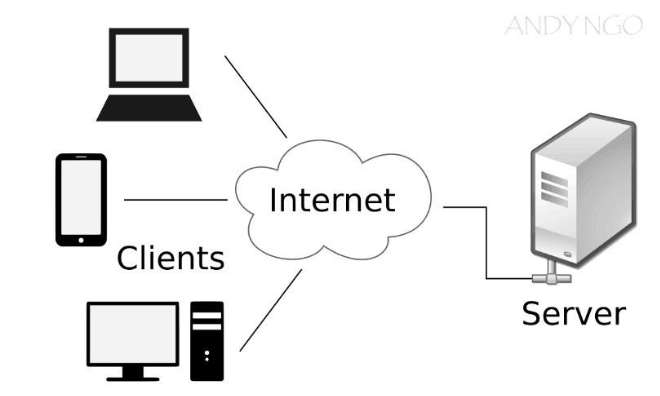 ANDY NGO
Internet
Clients
Server